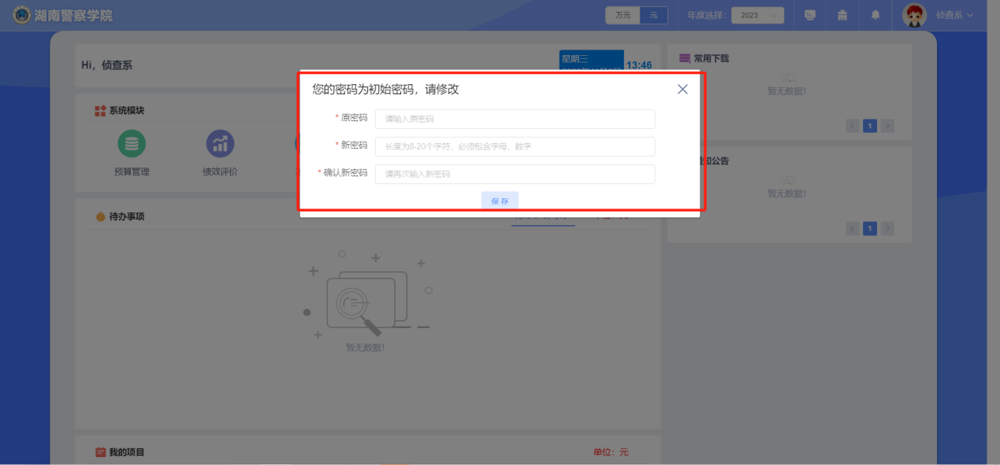 湖南警察学院
万元 元 年度选择: 2023 侦查系
Hi，侦查系
星期三
13:46
常用下载
暂无数据!
1
系统模块
预算管理
绩效评价
您的密码为初始密码，请修改
* 原密码 请输入原密码
* 新密码 长度为8-20个字符，必须包含字母、数字
* 确认新密码 请再次输入新密码
保存
知公告
暂无数据!
1
待办事项
暂无数据!
我的项目
单位：元